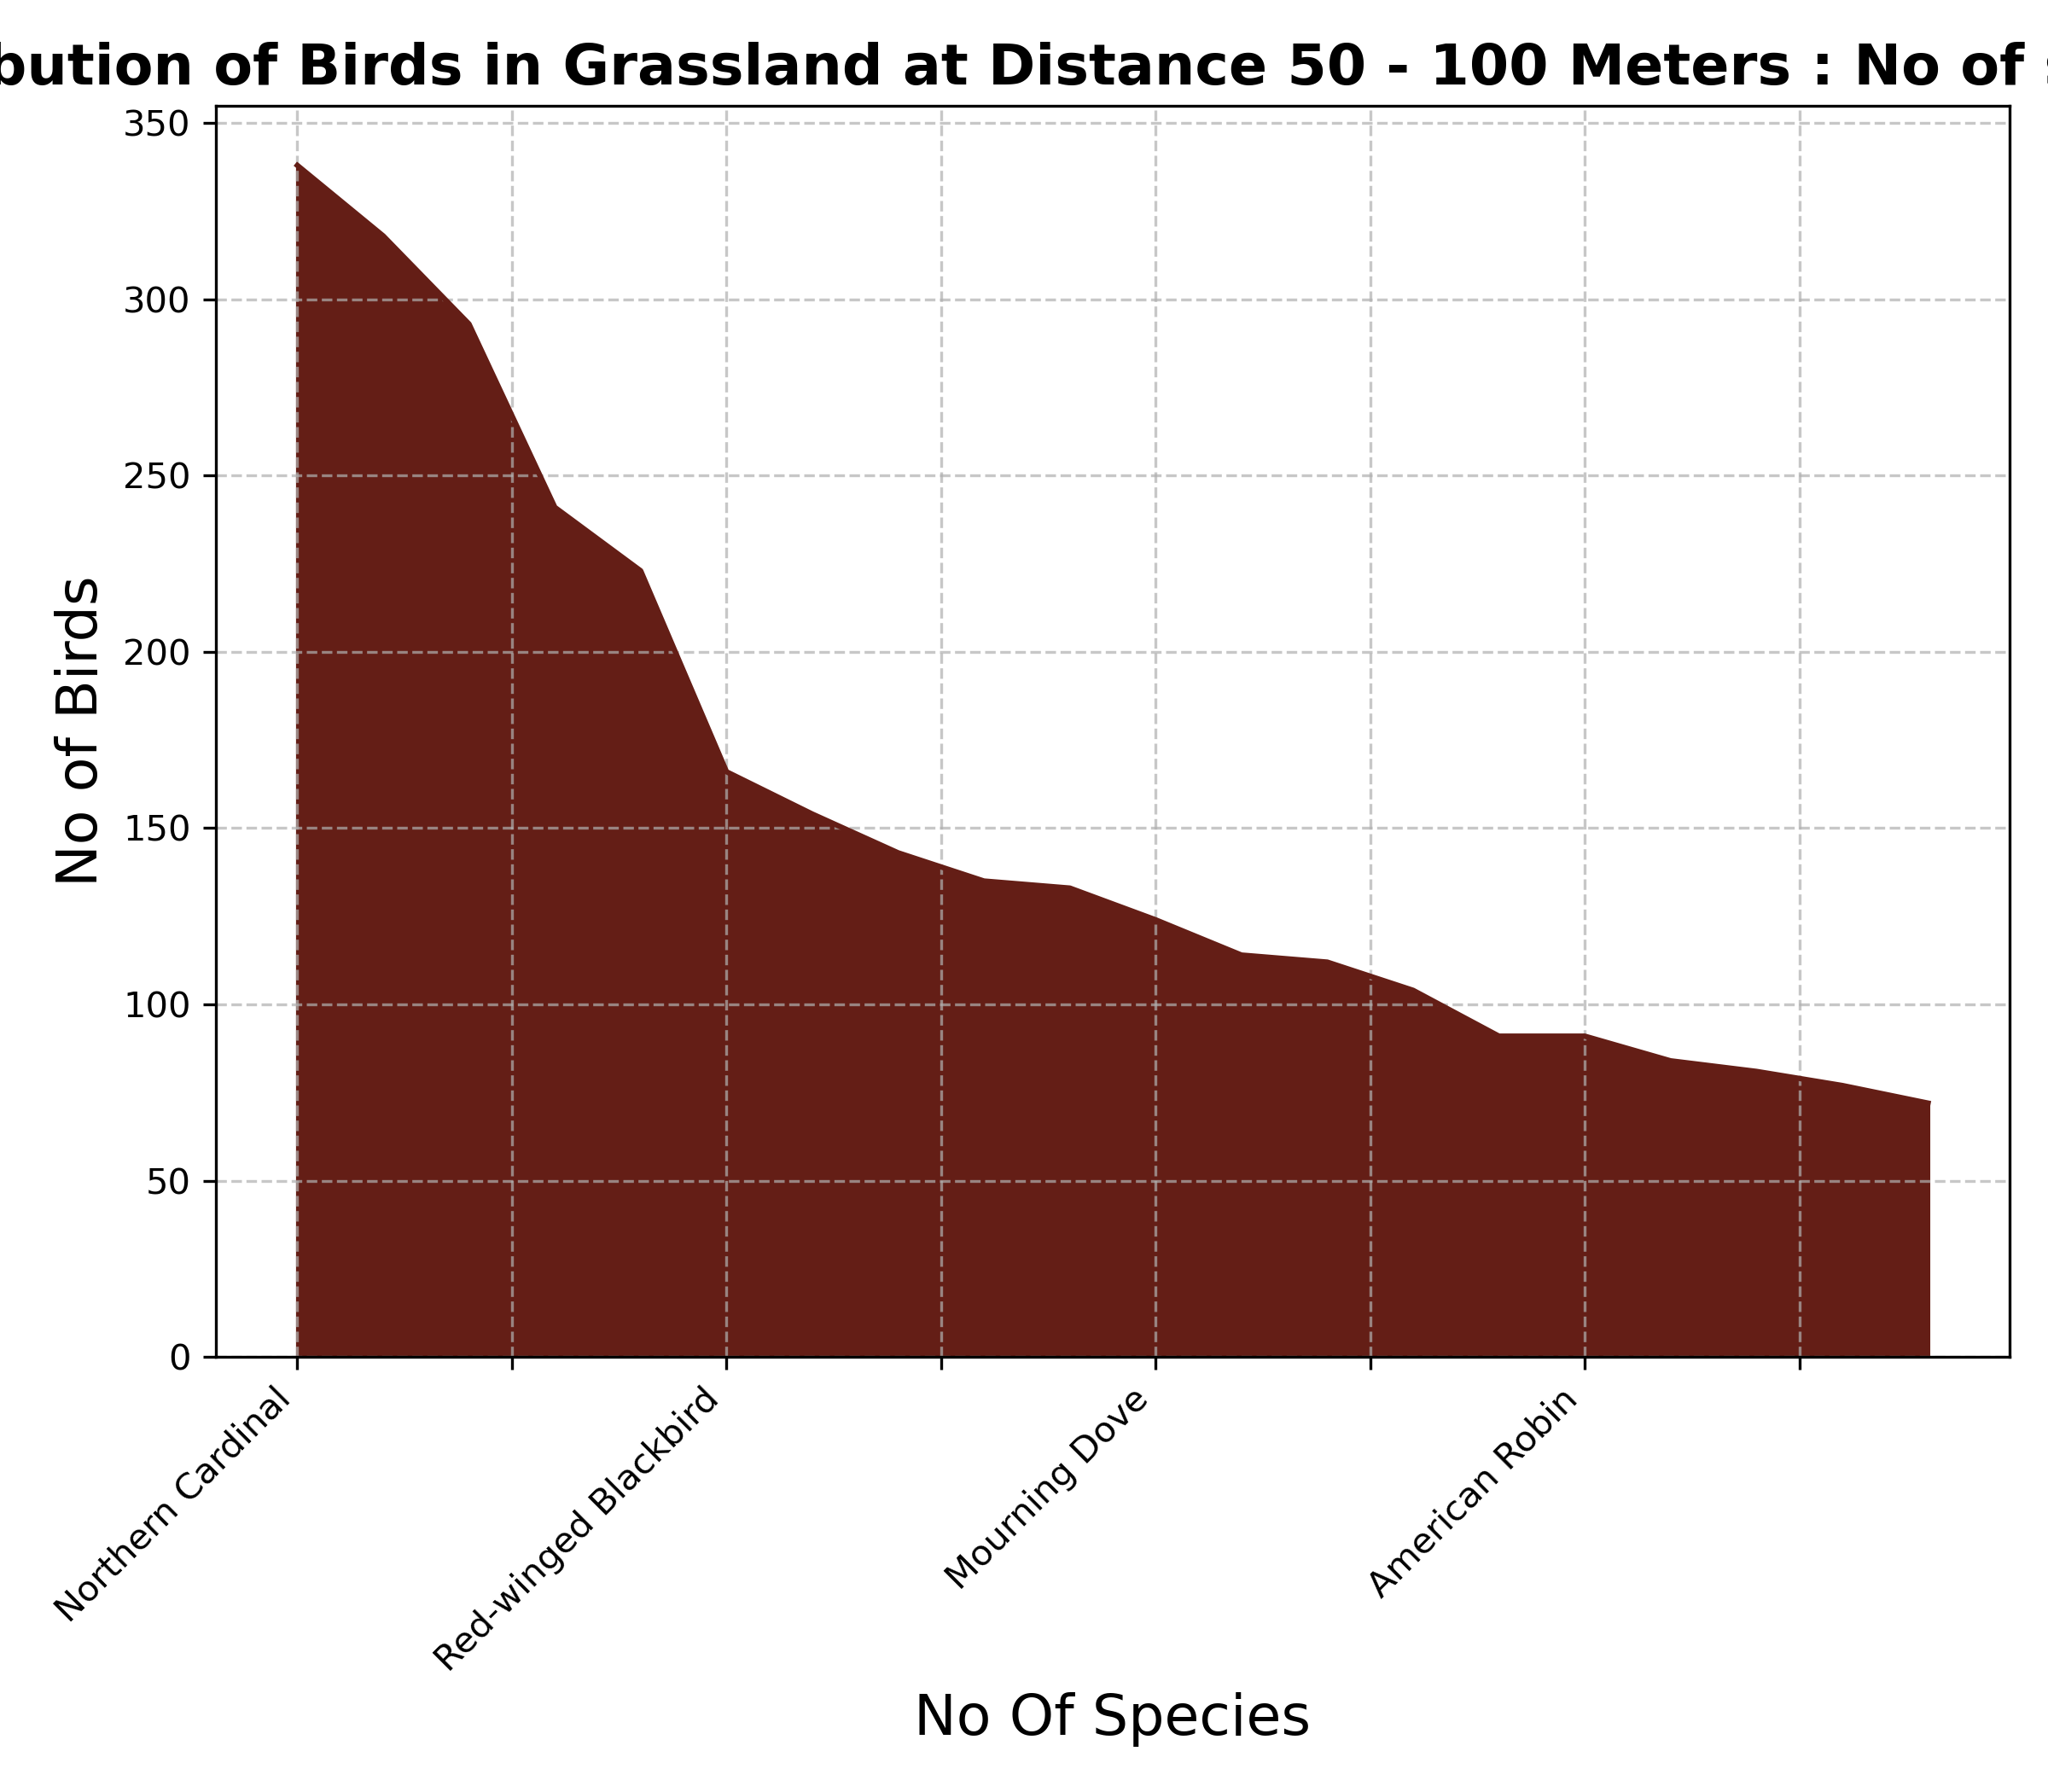 bution of Birds in Grassland at Distance 50 - 100 Meters : No of
350
300
250
200
150
100
50
0
No of Birds
Northern Cardinal
Red-winged Blackbird
Mourning Dove
American Robin
No Of Species